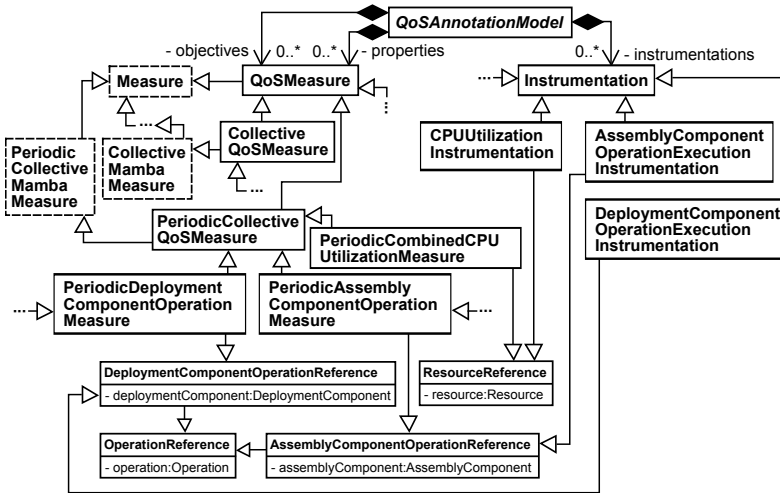 QoSAnnotationModel
- objectives 0..* 0..* - properties 0..* - instrumentations
Measure
QoSMeasure
...
...
Instrumentation
...
Periodic
Collective
Mamba
Measure
Collective
Mamba
Measure
Collective
QoSMeasure
...
CPUUtilization
Instrumentation
AssemblyComponent
OperationExecution
Instrumentation
PeriodicCollective
QoSMeasure
PeriodicCombinedCPU
UtilizationMeasure
DeploymentComponent
OperationExecution
Instrumentation
...
PeriodicDeployment
ComponentOperation
Measure
PeriodicAssembly
ComponentOperation
Measure
...
DeploymentComponentOperationReference
- deploymentComponent:DeploymentComponent
ResourceReference
- resource:Resource
OperationReference
- operation:Operation
AssemblyComponentOperationReference
- assemblyComponent:AssemblyComponent